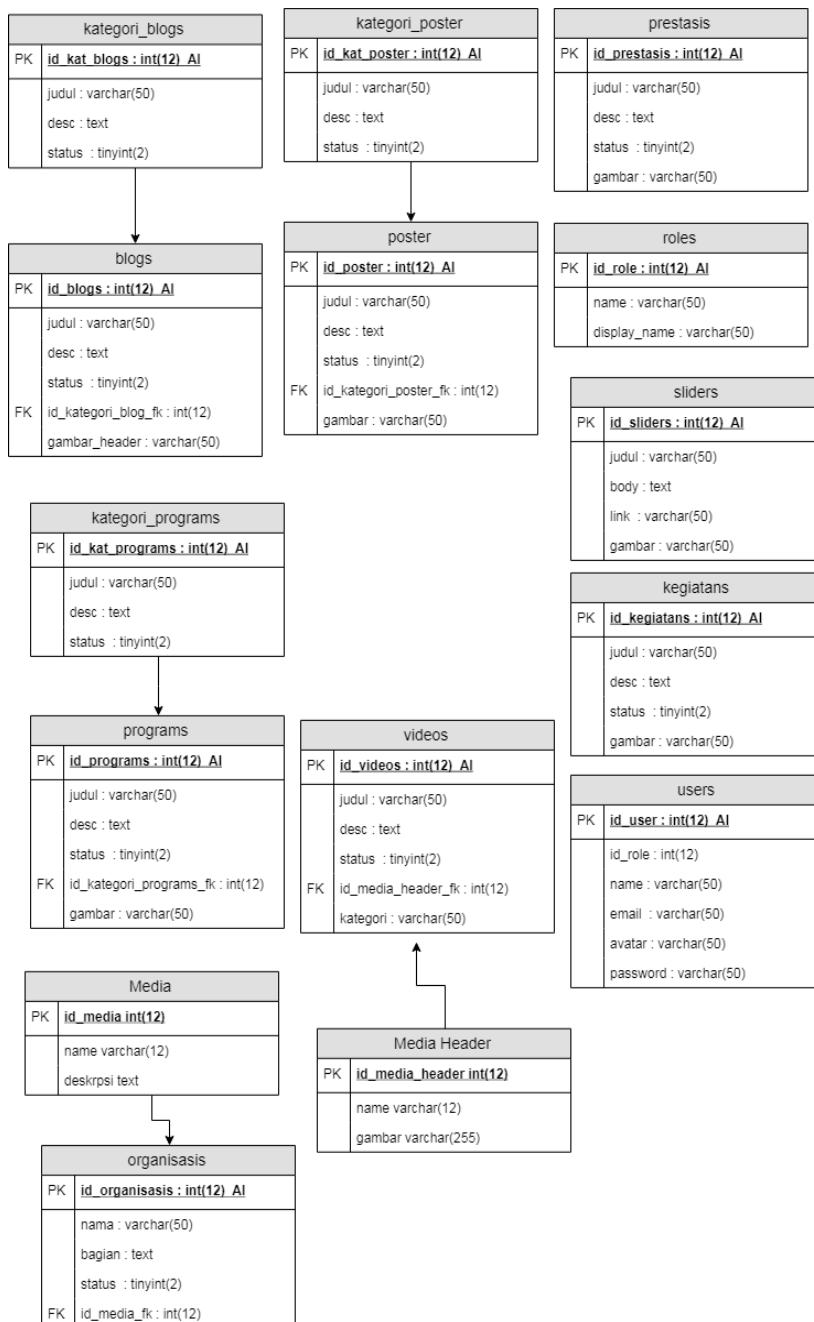 kategori_blogs
PK id_kat_blogs : int(12) AI
judul : varchar(50)
desc : text
status : tinyint(2)
kategori_poster
PK id_kat_poster : int(12) AI
judul : varchar(50)
desc : text
status : tinyint(2)
prestasis
PK id_prestasis : int(12) AI
judul : varchar(50)
desc : text
status : tinyint(2)
gambar : varchar(50)
blogs
PK id_blogs : int(12) AI
judul : varchar(50)
desc : text
status : tinyint(2)
FK id_kategori_blog_fk : int(12)
gambar_header : varchar(50)
poster
PK id_poster : int(12) AI
judul : varchar(50)
desc : text
status : tinyint(2)
FK id_kategori_poster_fk : int(12)
gambar : varchar(50)
roles
PK id_role : int(12) AI
name : varchar(50)
display_name : varchar(50)
sliders
PK id_sliders : int(12) AI
judul : varchar(50)
body : text
link : varchar(50)
gambar : varchar(50)
kategori_programs
PK id_kat_programs : int(12) AI
judul : varchar(50)
desc : text
status : tinyint(2)
kegiatans
PK id_kegiatans : int(12) AI
judul : varchar(50)
desc : text
status : tinyint(2)
gambar : varchar(50)
programs
PK id_programs : int(12) AI
judul : varchar(50)
desc : text
status : tinyint(2)
FK id_kategori_programs_fk : int(12)
gambar : varchar(50)
videos
PK id_videos : int(12) AI
judul : varchar(50)
desc : text
status : tinyint(2)
FK id_media_header_fk : int(12)
kategori : varchar(50)
users
PK id_user : int(12) AI
id_role : int(12)
name : varchar(50)
email : varchar(50)
avatar : varchar(50)
password : varchar(50)
Media
PK id_media int(12)
name varchar(12)
deskrpsi text
Media Header
PK id_media_header int(12)
name varchar(12)
gambar varchar(255)
organisasis
PK id_organisasis : int(12) AI
nama : varchar(50)
bagian : text
status : tinyint(2)
FK id_media_fk : int(12)